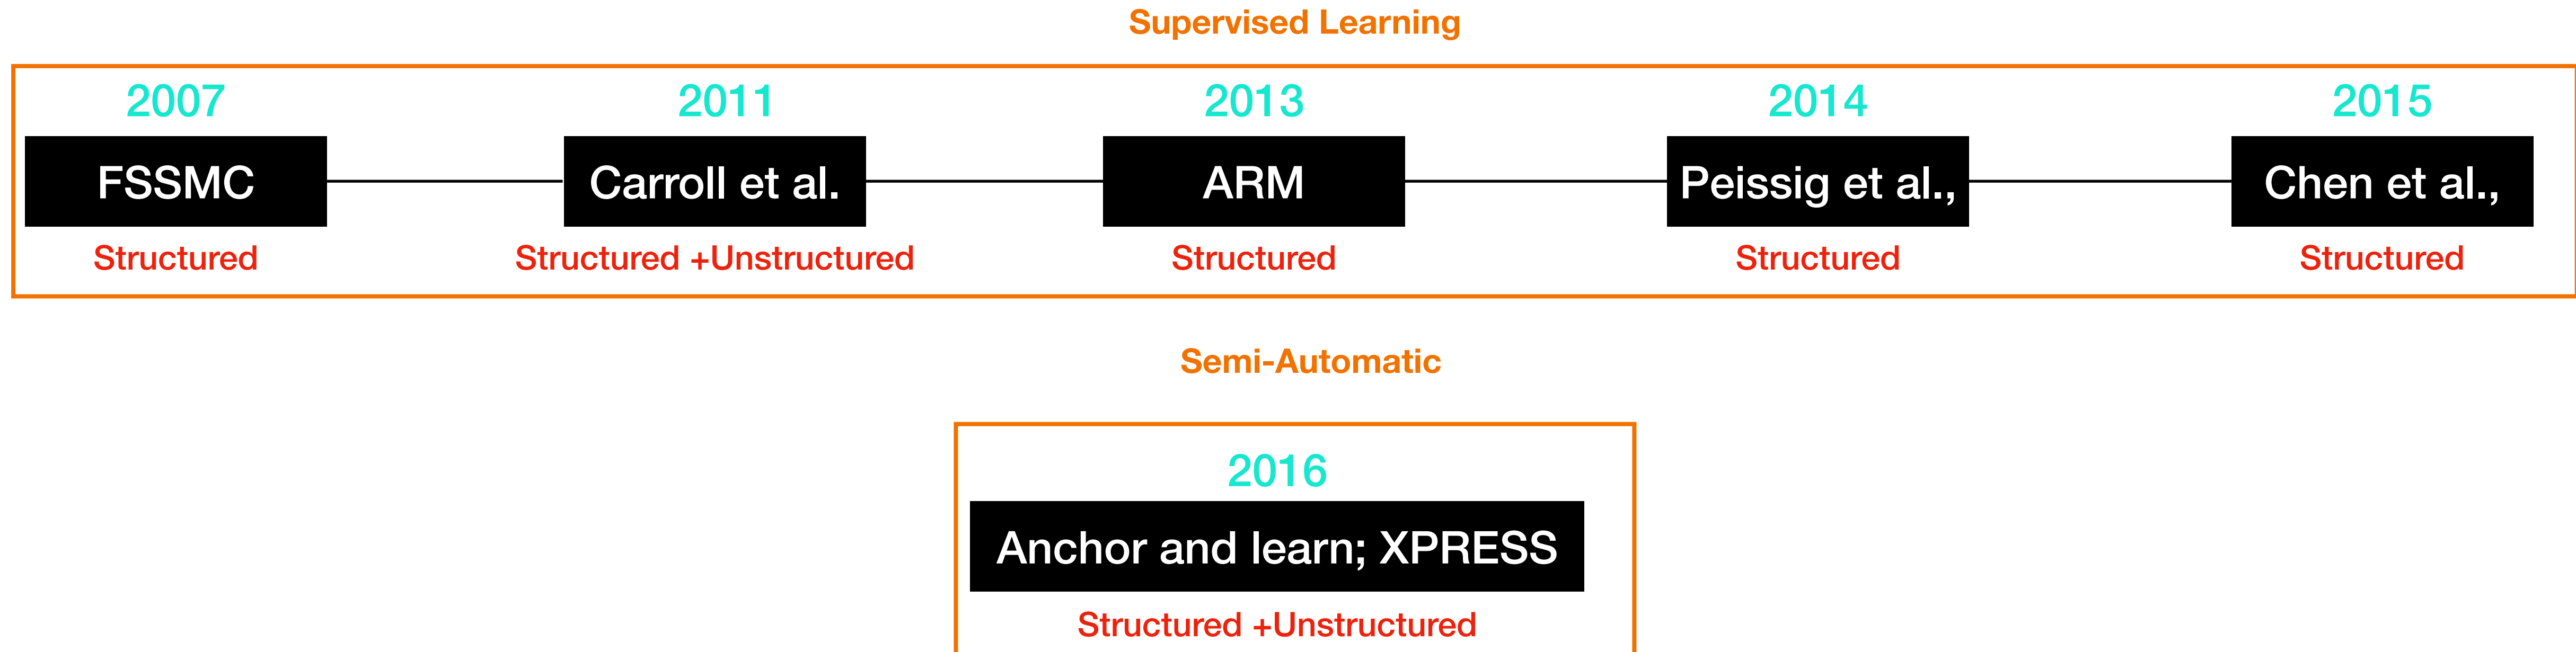 Supervised Learning
2007
2011
2013
2014
2015
FSSMC
Carroll et al.
ARM
Peissig et al.,
Chen et al.,
Structured
Structured +Unstructured
Structured
Structured
Structured
Semi-Automatic
2016
Anchor and learn; XPRESS
Structured +Unstructured